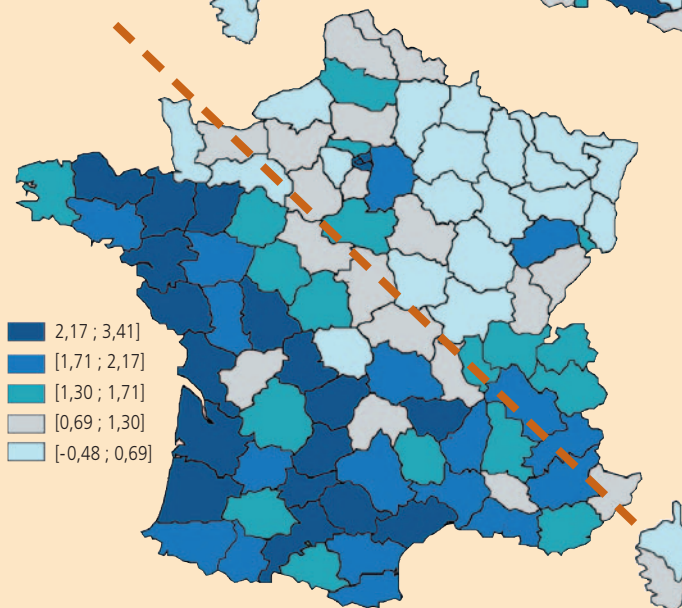 2,17 ; 3,41]
[1,71 ; 2,17]
[1,30 ; 1,71]
[0,69 ; 1,30]
[-0,48 ; 0,69]